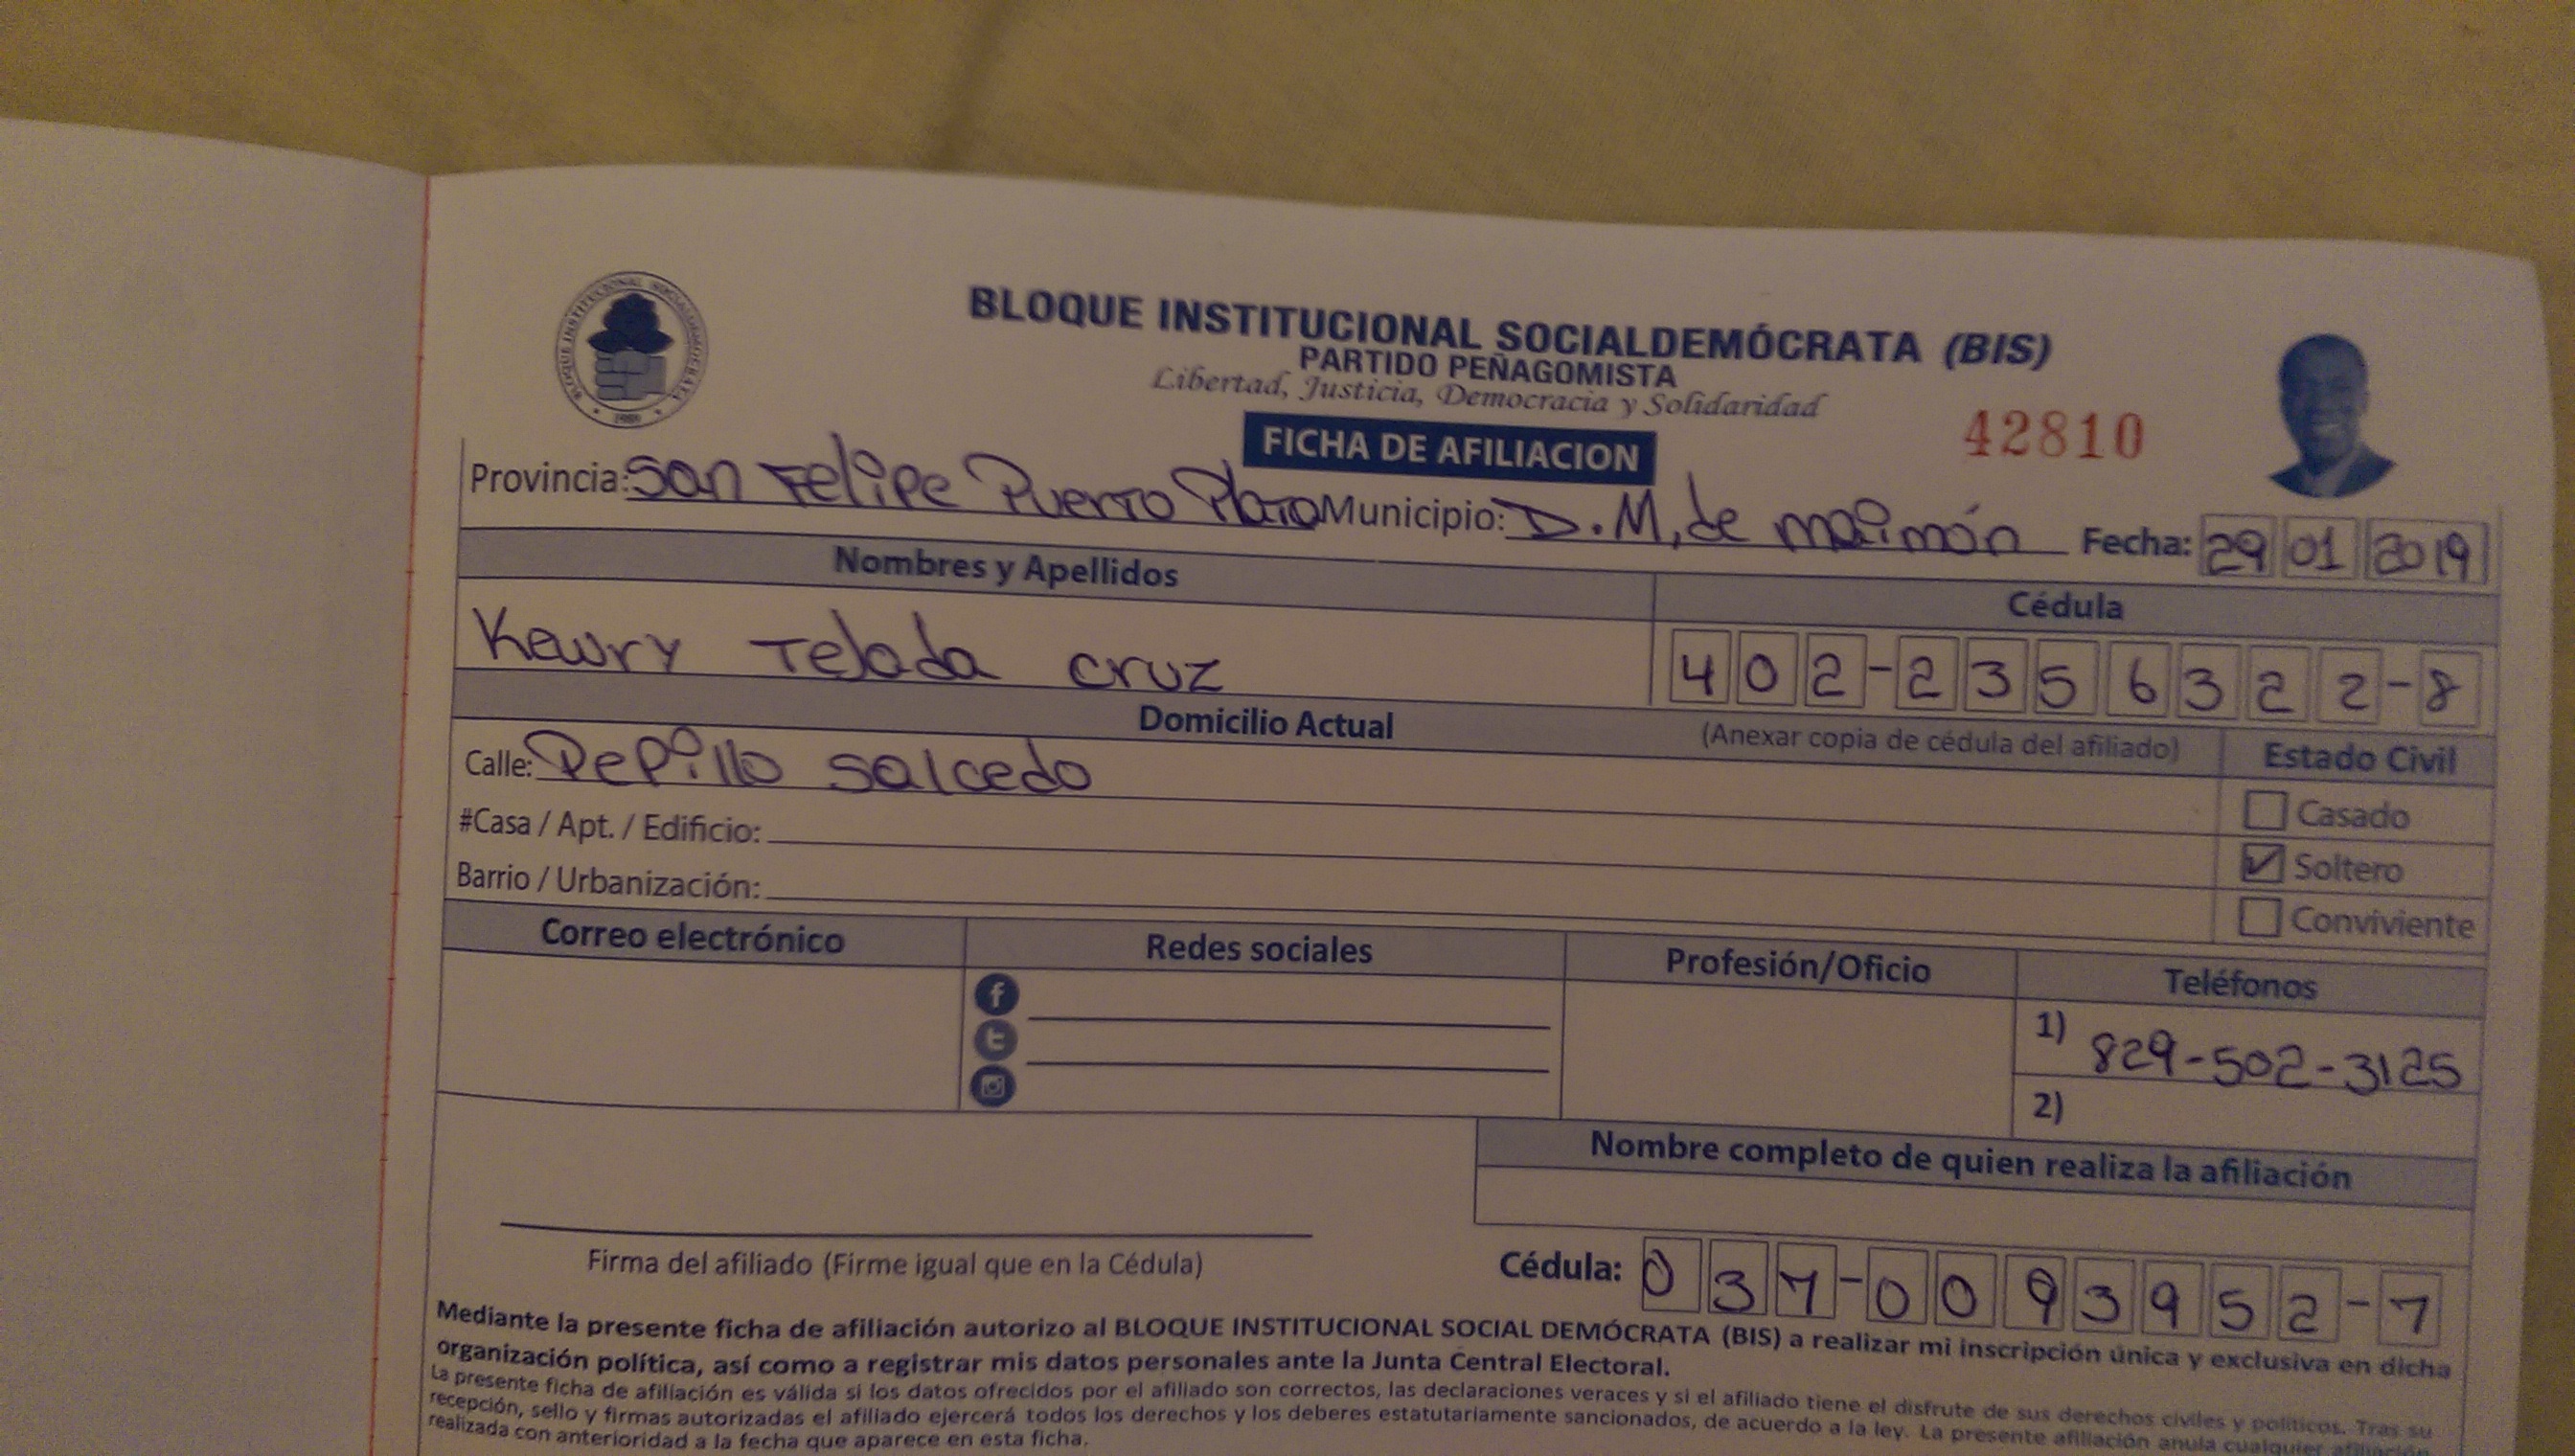 BLOQUE INSTITUCIONAL SOCIALDEMÓCRATA
1989
BLOQUE INSTITUCIONAL SOCIALDEMÓCRATA (BIS)
PARTIDO PEÑAGOMISTA
Libertad, Justicia, Democracia y Solidaridad
FICHA DE AFILIACION
42810
Provincia: San Felipe Puerto Plata Municipio: D.M, de maimón Fecha: 29 01 2019
Nombres y Apellidos Cédula
Kewry Tejada cruz 402-2356322-8
Domicilio Actual (Anexar copia de cédula del afiliado) Estado Civil
Calle: Pepillo Salcedo
Casado
#Casa / Apt. / Edificio:
Soltero
Barrio / Urbanización:
Conviviente
Correo electrónico Redes sociales Profesión/Oficio Teléfonos
1) 829-502-3125
2)
Nombre completo de quien realiza la afiliación
Firma del afiliado (Firme igual que en la Cédula) Cédula: 037-0093952-7
Mediante la presente ficha de afiliación autorizo al BLOQUE INSTITUCIONAL SOCIAL DEMÓCRATA (BIS) a realizar mi inscripción única y exclusiva en dicha
organización política, así como a registrar mis datos personales ante la Junta Central Electoral.
La presente ficha de afiliación es válida si los datos ofrecidos por el afiliado son correctos, las declaraciones veraces y si el afiliado tiene el disfrute de sus derechos civiles y políticos. Tras su
recepción, sello y firmas autorizadas el afiliado ejercerá todos los derechos y los deberes estatutariamente sancionados, de acuerdo a la ley. La presente afiliación anula cualquier afiliación
realizada con anterioridad a la fecha que aparece en esta ficha.